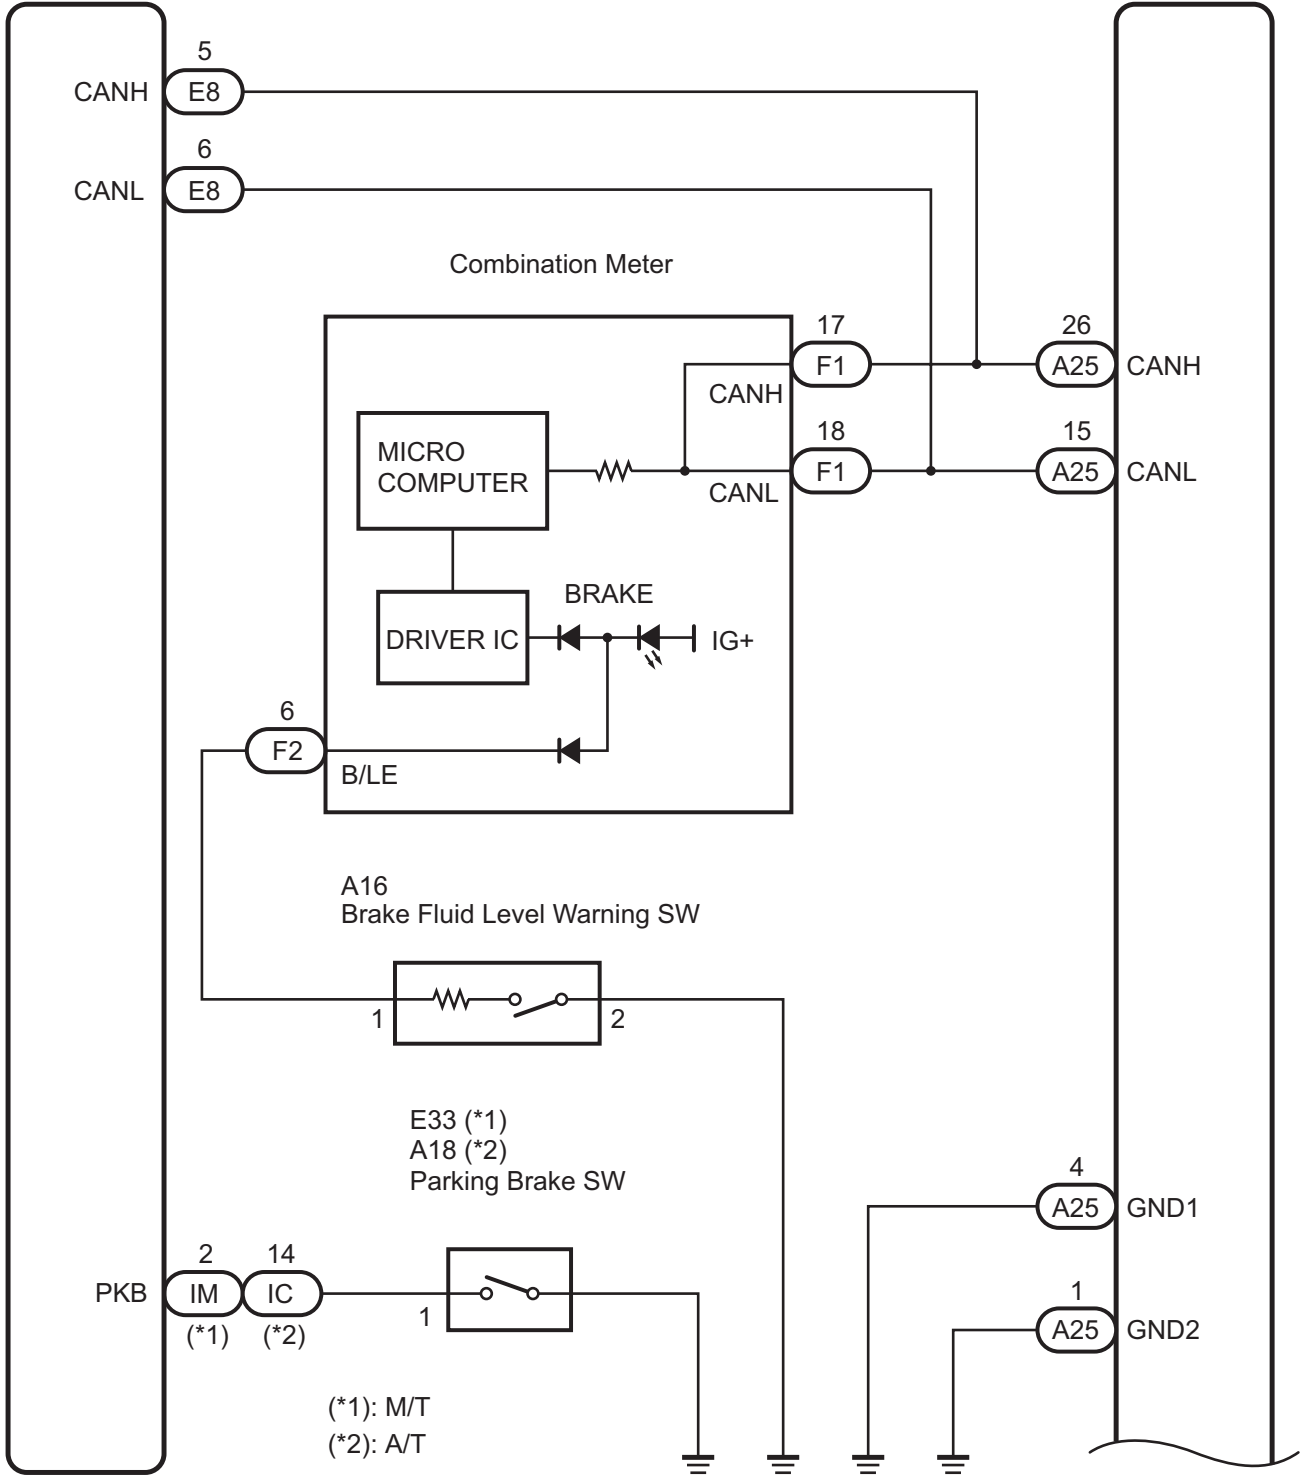 5
CANH E8
6
CANL E8
Combination Meter
17
F1
CANH
26
A25 CANH
MICRO
COMPUTER
18
F1
CANL
15
A25 CANL
BRAKE
DRIVER IC
IG+
6
F2
B/LE
A16
Brake Fluid Level Warning SW
1
2
E33 (*1)
A18 (*2)
Parking Brake SW
4
A25 GND1
2 14
PKB IM IC
(*1) (*2)
1
1
A25 GND2
(*1): M/T
(*2): A/T